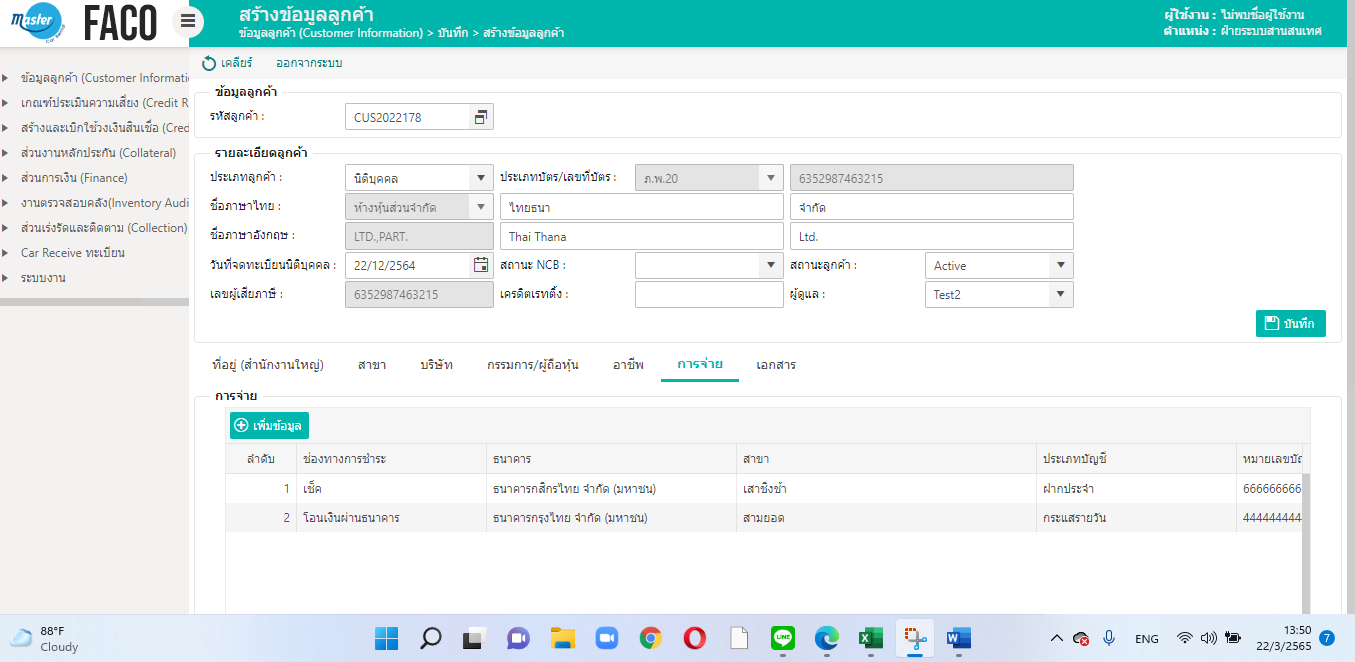 Master
Car Rental
FACO
สร้างข้อมูลลูกค้า
ข้อมูลลูกค้า (Customer Information) > บันทึก > สร้างข้อมูลลูกค้า
ผู้ใช้งาน : ไม่พบชื่อผู้ใช้งาน
ตำแหน่ง : ฝ่ายระบบสานสนเทศ
เคลียร์ ออกจากระบบ
ข้อมูลลูกค้า (Customer Informati
เกณฑ์ประเมินความเสี่ยง (Credit R
สร้างและเบิกใช้วงเงินสินเชื่อ (Cred
ส่วนงานหลักประกัน (Collateral)
ส่วนการเงิน (Finance)
งานตรวจสอบคลัง(Inventory Audi
ส่วนเร่งรัดและติดตาม (Collection)
Car Receive ทะเบียน
ระบบงาน
ข้อมูลลูกค้า
รหัสลูกค้า : CUS2022178
รายละเอียดลูกค้า
ประเภทลูกค้า : นิติบุคคล ประเภทบัตร/เลขที่บัตร : ภ.พ.20 6352987463215
ชื่อภาษาไทย : ห้างหุ้นส่วนจำกัด ไทยธนา จำกัด
ชื่อภาษาอังกฤษ : LTD.,PART. Thai Thana Ltd.
วันที่จดทะเบียนนิติบุคคล : 22/12/2564 สถานะ NCB : สถานะลูกค้า : Active
เลขผู้เสียภาษี : 6352987463215 เครดิตเรทติ้ง : ผู้ดูแล : Test2
บันทึก
ที่อยู่ (สำนักงานใหญ่) สาขา บริษัท กรรมการ/ผู้ถือหุ้น อาชีพ การจ่าย เอกสาร
การจ่าย
เพิ่มข้อมูล
ลำดับ ช่องทางการชำระ ธนาคาร สาขา ประเภทบัญชี หมายเลขบัญ
1 เช็ค ธนาคารกสิกรไทย จำกัด (มหาชน) เสาชิงช้า ฝากประจำ 666666666
2 โอนเงินผ่านธนาคาร ธนาคารกรุงไทย จำกัด (มหาชน) สามยอด กระแสรายวัน 444444444
88°F
Cloudy
LINE
ENG
13:50
22/3/2565
7